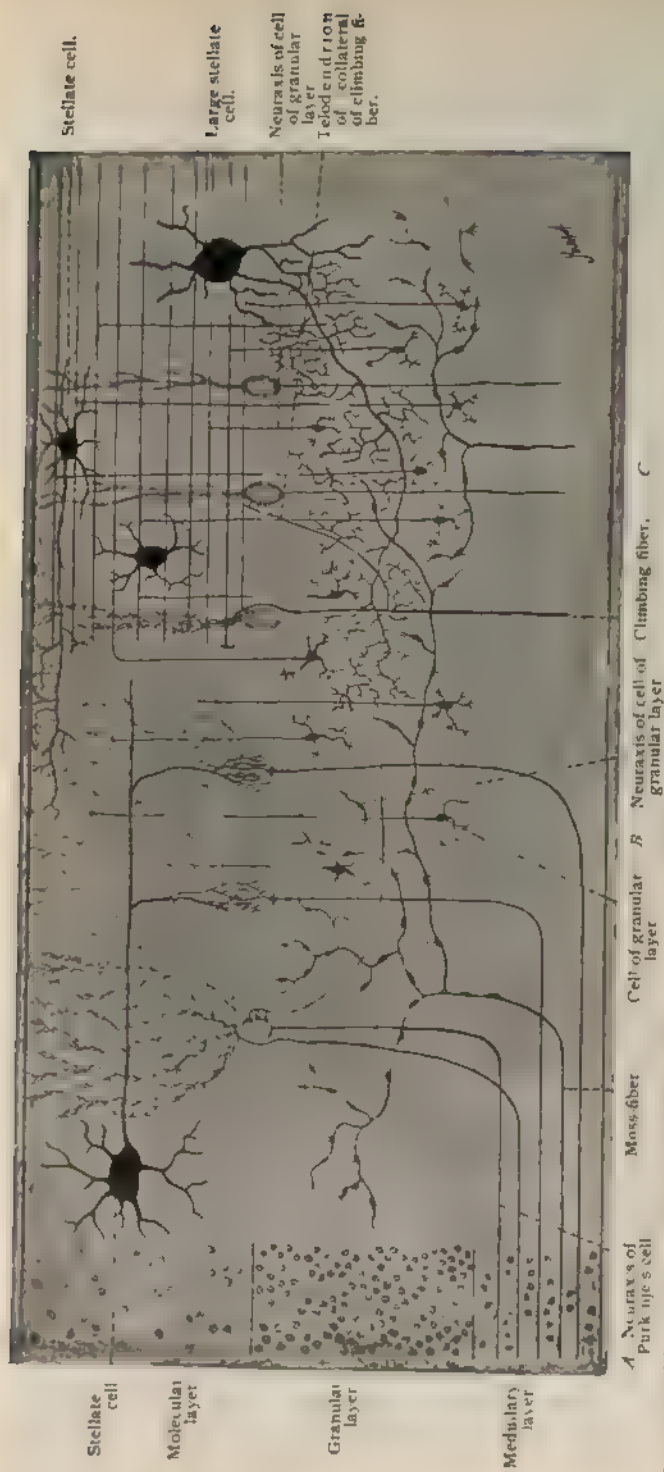 Stellate cell.
Large stellate
cell.
Neuraxis of cell
of granular
layer
Telodendrion
of collateral
of climbing fi-
ber.
Stellate
cell
Molecular
layer
Granular
layer
Medullary
layer
A Neuraxis of
Purkinje's cell
Moss-fiber
Cell of granular
layer
B Neuraxis of cell of
granular layer
Climbing fiber. C